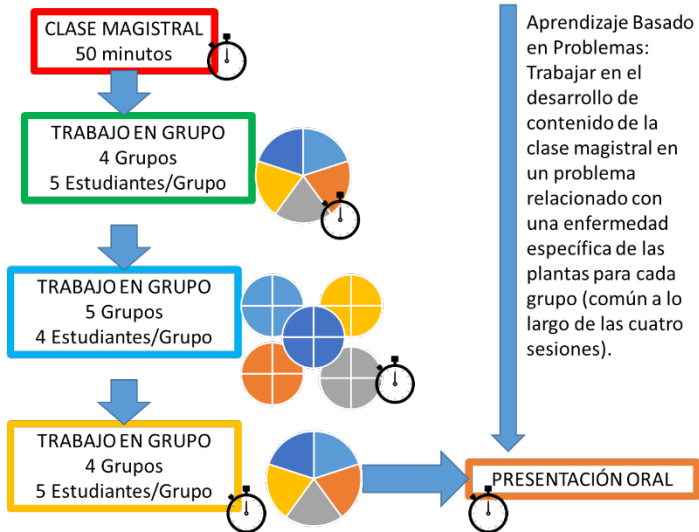 CLASE MAGISTRAL
50 minutos
TRABAJO EN GRUPO
4 Grupos
5 Estudiantes/Grupo
TRABAJO EN GRUPO
5 Grupos
4 Estudiantes/Grupo
TRABAJO EN GRUPO
4 Grupos
5 Estudiantes/Grupo
Aprendizaje Basado
en Problemas:
Trabajar en el
desarrollo de
contenido de la
clase magistral en
un problema
relacionado con
una enfermedad
específica de las
plantas para cada
grupo (común a lo
largo de las cuatro
sesiones).
PRESENTACIÓN ORAL